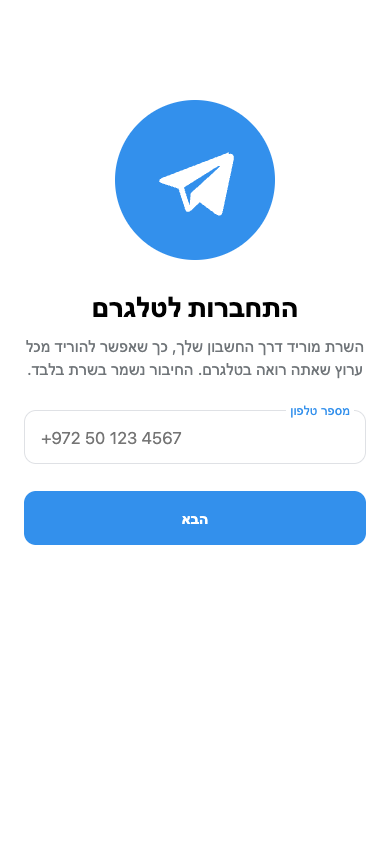 התחברות לטלגרם
השרת מוריד דרך החשבון שלך, כך שאפשר להוריד מכל
ערוץ שאתה רואה בטלגרם. החיבור נשמר בשרת בלבד.
מספר טלפון
+972 50 123 4567
הבא